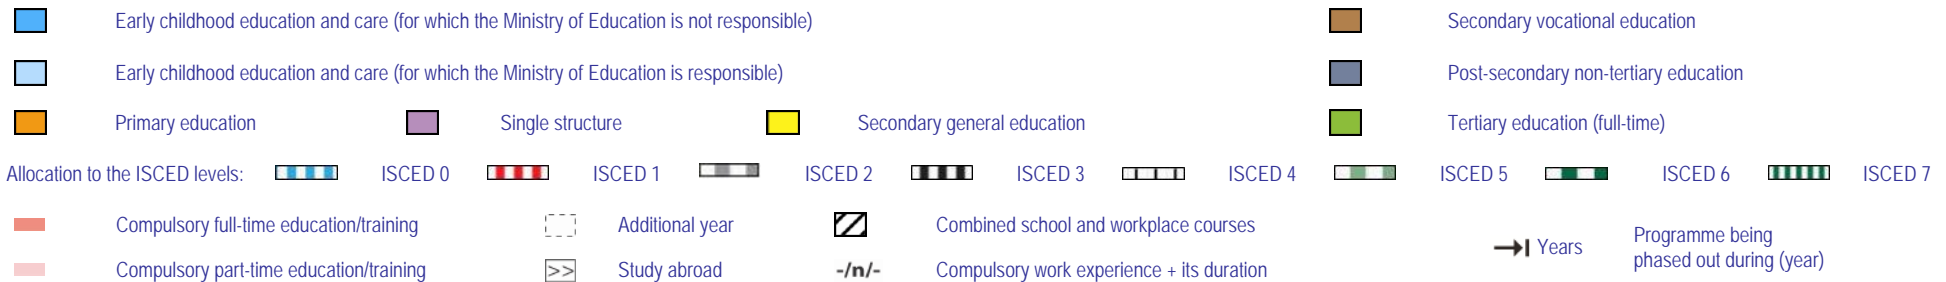 Early childhood education and care (for which the Ministry of Education is not responsible)
Secondary vocational education
Early childhood education and care (for which the Ministry of Education is responsible)
Post-secondary non-tertiary education
Primary education
Single structure
Secondary general education
Tertiary education (full-time)
Allocation to the ISCED levels:
ISCED 0
ISCED 1
ISCED 2
ISCED 3
ISCED 4
ISCED 5
ISCED 6
ISCED 7
Compulsory full-time education/training
Additional year
Combined school and workplace courses
Years
Programme being
phased out during (year)
Compulsory part-time education/training
>>
Study abroad
-/n/-
Compulsory work experience + its duration